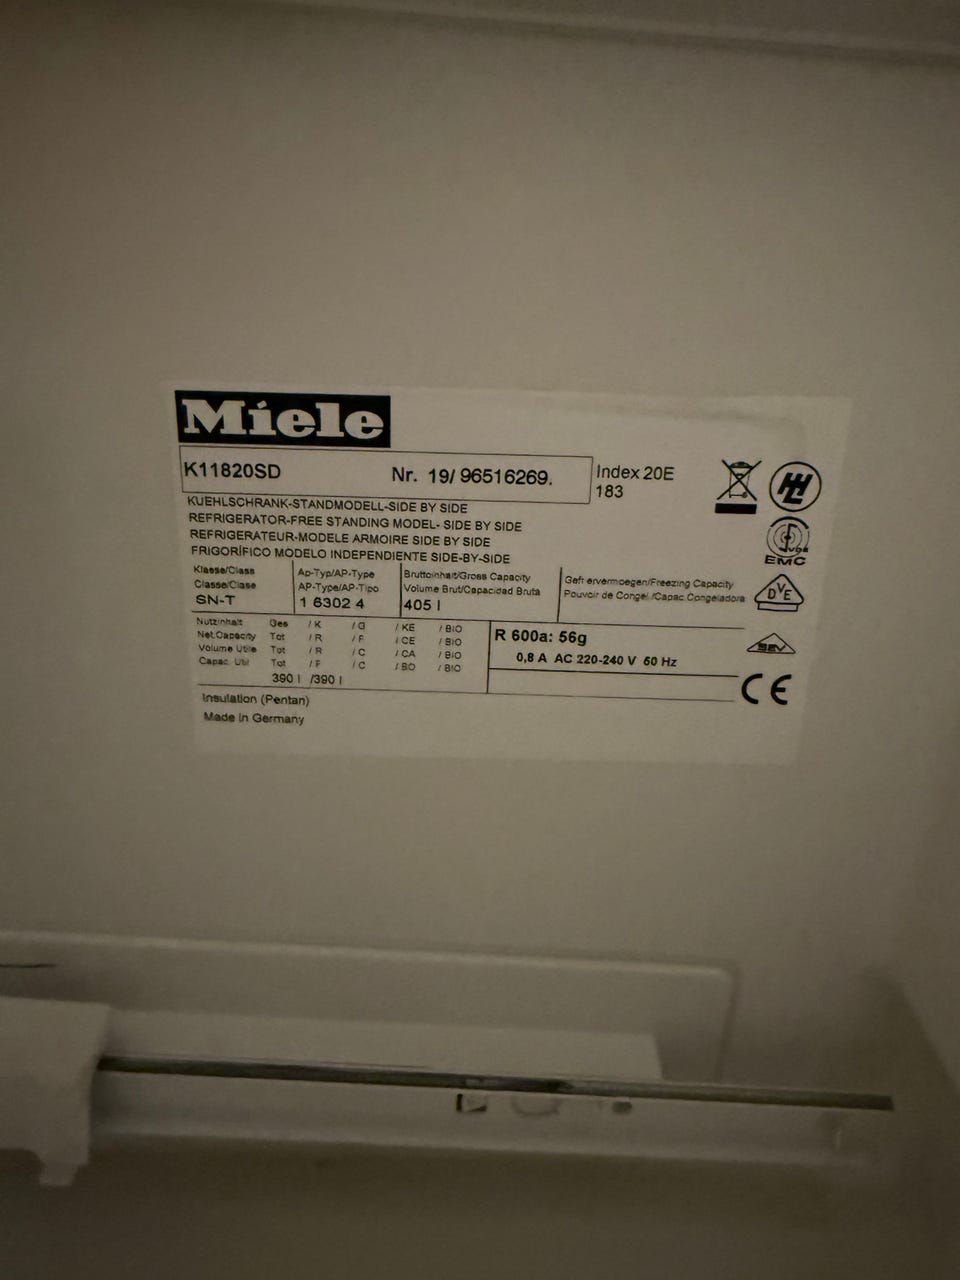 Miele
K11820SD Nr. 19/ 96516269. Index 20E
183
KUEHLSCHRANK-STANDMODELL-SIDE BY SIDE
REFRIGERATOR-FREE STANDING MODEL- SIDE BY SIDE
REFRIGERATEUR-MODELE ARMOIRE SIDE BY SIDE
FRIGORÍFICO MODELO INDEPENDIENTE SIDE-BY-SIDE
VDE
EMC
Klasse/Class Ap-Typ/AP-Type Bruttoinhalt/Gross Capacity Gefriervermoegen/Freezing Capacity
Classe/Clase AP-Type/AP-Tipo Volume Brut/Capacidad Bruta Pouvoir de Congel /Capac.Congeladora
SN-T 1 6302 4 405 l
DVE
Nutzinhalt Ges / K / G / KE / BIO
Net.Capacity Tot / R / F / CE / BIO
Volume Utile Tot / R / C / CA / BIO
Capac. Util Tot / F / C / BO / BIO
390 l /390 l
R 600a: 56g
0,8 A AC 220-240 V 50 Hz
SEV
CE
Insulation (Pentan)
Made in Germany